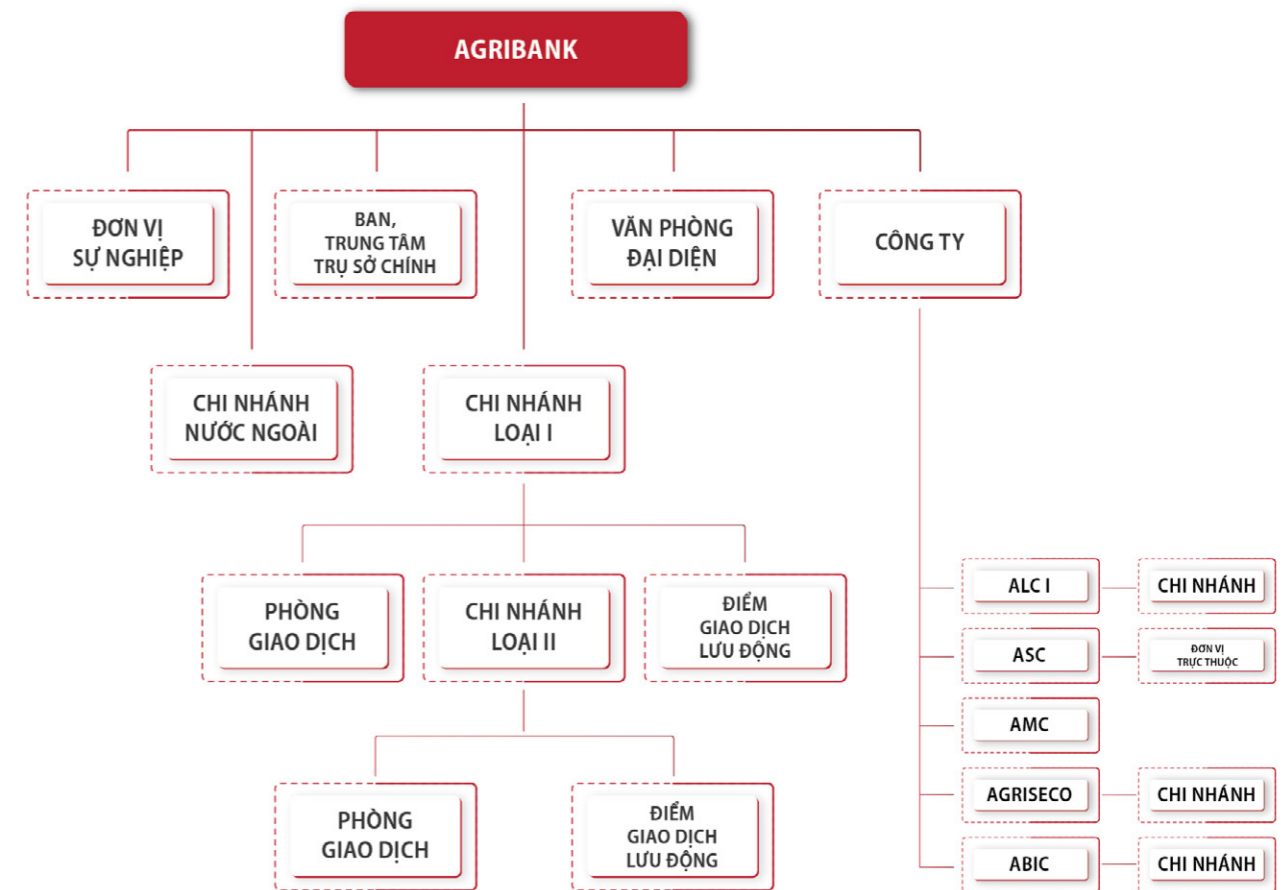 AGRIBANK
ĐƠN VỊ
SỰ NGHIỆP
BAN,
TRUNG TÂM
TRỤ SỞ CHÍNH
VĂN PHÒNG
ĐẠI DIỆN
CÔNG TY
CHI NHÁNH
NƯỚC NGOÀI
CHI NHÁNH
LOẠI I
PHÒNG
GIAO DỊCH
CHI NHÁNH
LOẠI II
ĐIỂM
GIAO DỊCH
LƯU ĐỘNG
PHÒNG
GIAO DỊCH
ĐIỂM
GIAO DỊCH
LƯU ĐỘNG
ALC I
CHI NHÁNH
ASC
ĐƠN VỊ
TRỰC THUỘC
AMC
AGRISECO
CHI NHÁNH
ABIC
CHI NHÁNH